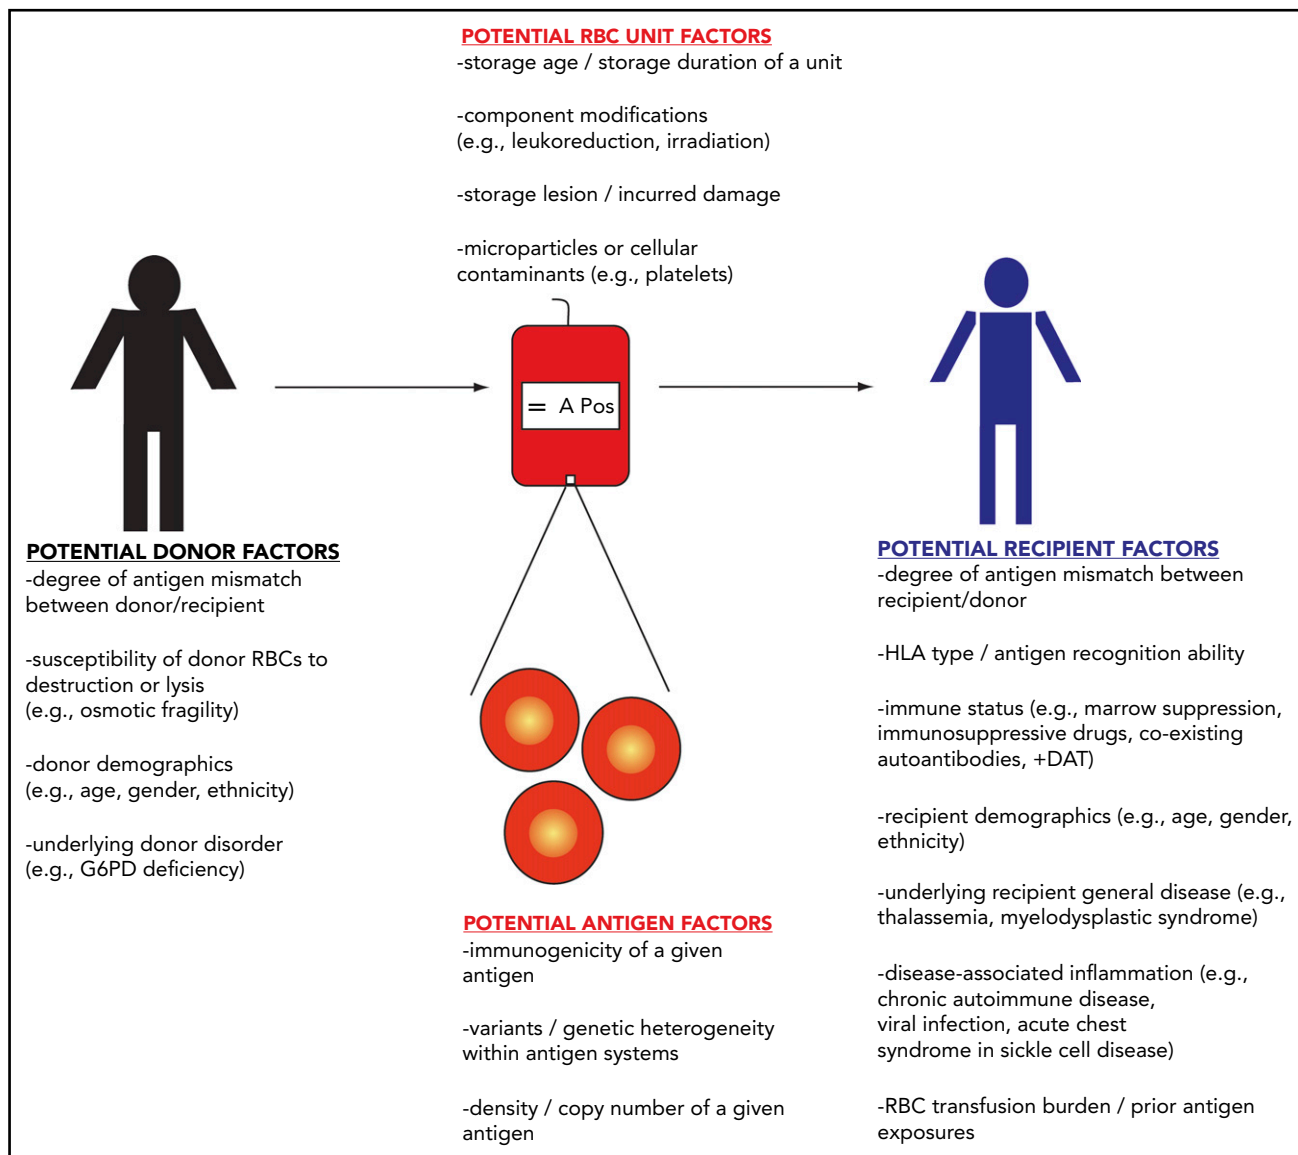 POTENTIAL RBC UNIT FACTORS
-storage age / storage duration of a unit
-component modifications
(e.g., leukoreduction, irradiation)
-storage lesion / incurred damage
-microparticles or cellular
contaminants (e.g., platelets)
= A Pos
POTENTIAL DONOR FACTORS
-degree of antigen mismatch
between donor/recipient
-susceptibility of donor RBCs to
destruction or lysis
(e.g., osmotic fragility)
-donor demographics
(e.g., age, gender, ethnicity)
-underlying donor disorder
(e.g., G6PD deficiency)
POTENTIAL ANTIGEN FACTORS
-immunogenicity of a given
antigen
-variants / genetic heterogeneity
within antigen systems
-density / copy number of a given
antigen
POTENTIAL RECIPIENT FACTORS
-degree of antigen mismatch between
recipient/donor
-HLA type / antigen recognition ability
-immune status (e.g., marrow suppression,
immunosuppressive drugs, co-existing
autoantibodies, +DAT)
-recipient demographics (e.g., age, gender,
ethnicity)
-underlying recipient general disease (e.g.,
thalassemia, myelodysplastic syndrome)
-disease-associated inflammation (e.g.,
chronic autoimmune disease,
viral infection, acute chest
syndrome in sickle cell disease)
-RBC transfusion burden / prior antigen
exposures